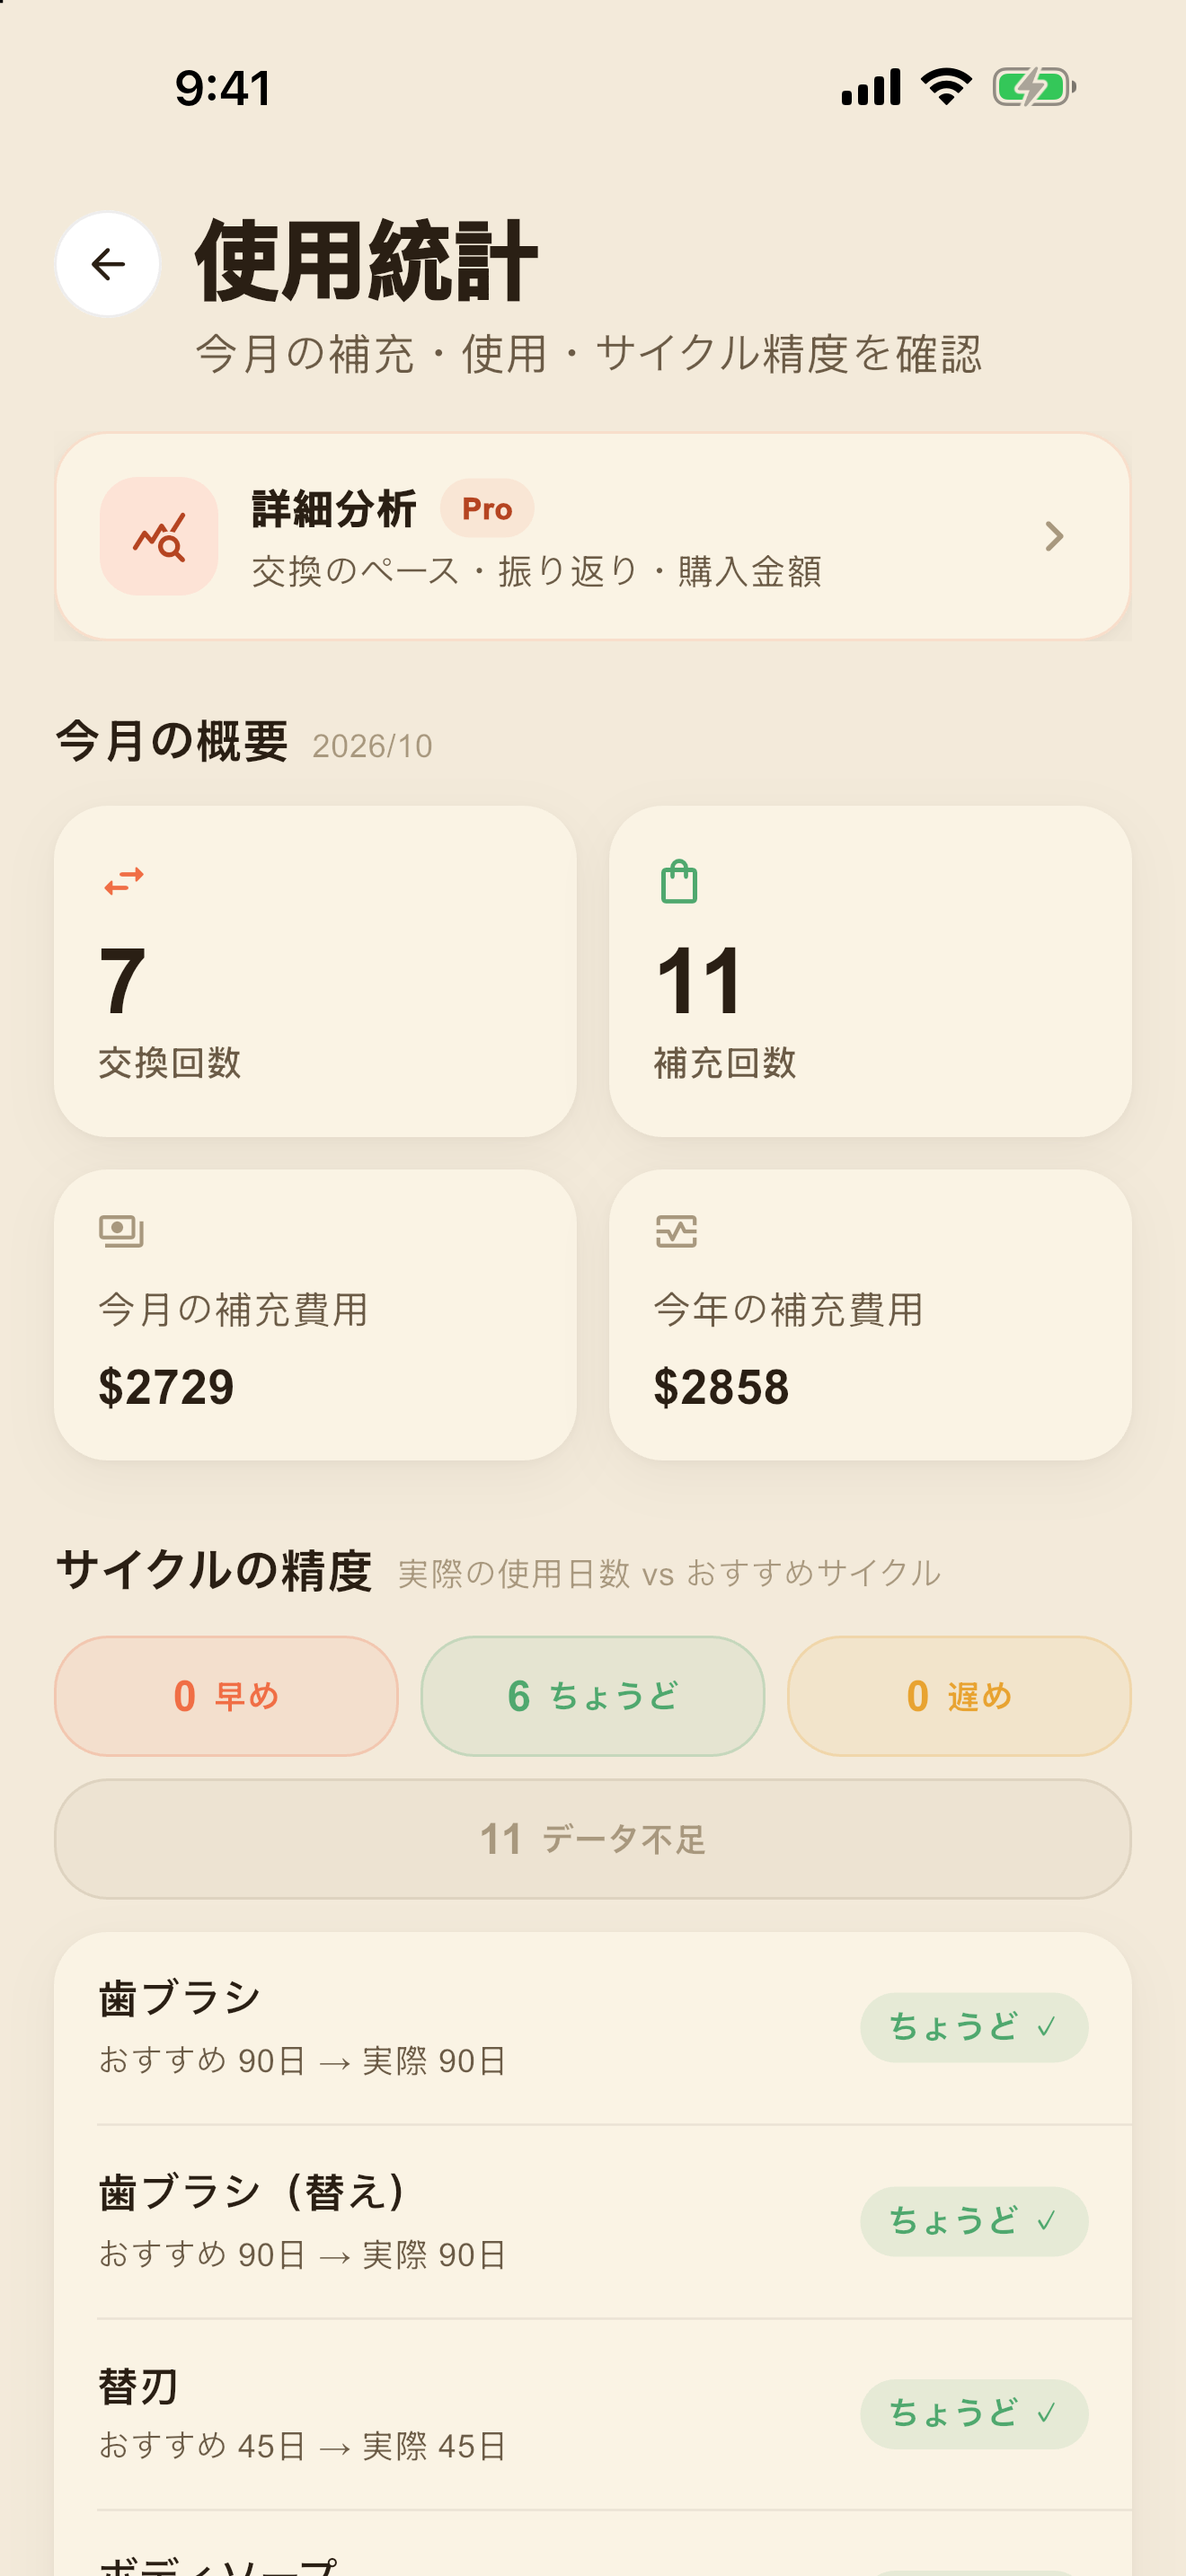 9:41
使用統計
今月の補充・使用・サイクル精度を確認
詳細分析 Pro
交換のペース・振り返り・購入金額
今月の概要 2026/10
7
交換回数
11
補充回数
今月の補充費用
$2729
今年の補充費用
$2858
サイクルの精度 実際の使用日数 vs おすすめサイクル
0 早め
6 ちょうど
0 遅め
11 データ不足
歯ブラシ
おすすめ 90日 → 実際 90日
ちょうど ✓
歯ブラシ（替え）
おすすめ 90日 → 実際 90日
ちょうど ✓
替刃
おすすめ 45日 → 実際 45日
ちょうど ✓
ボディソープ